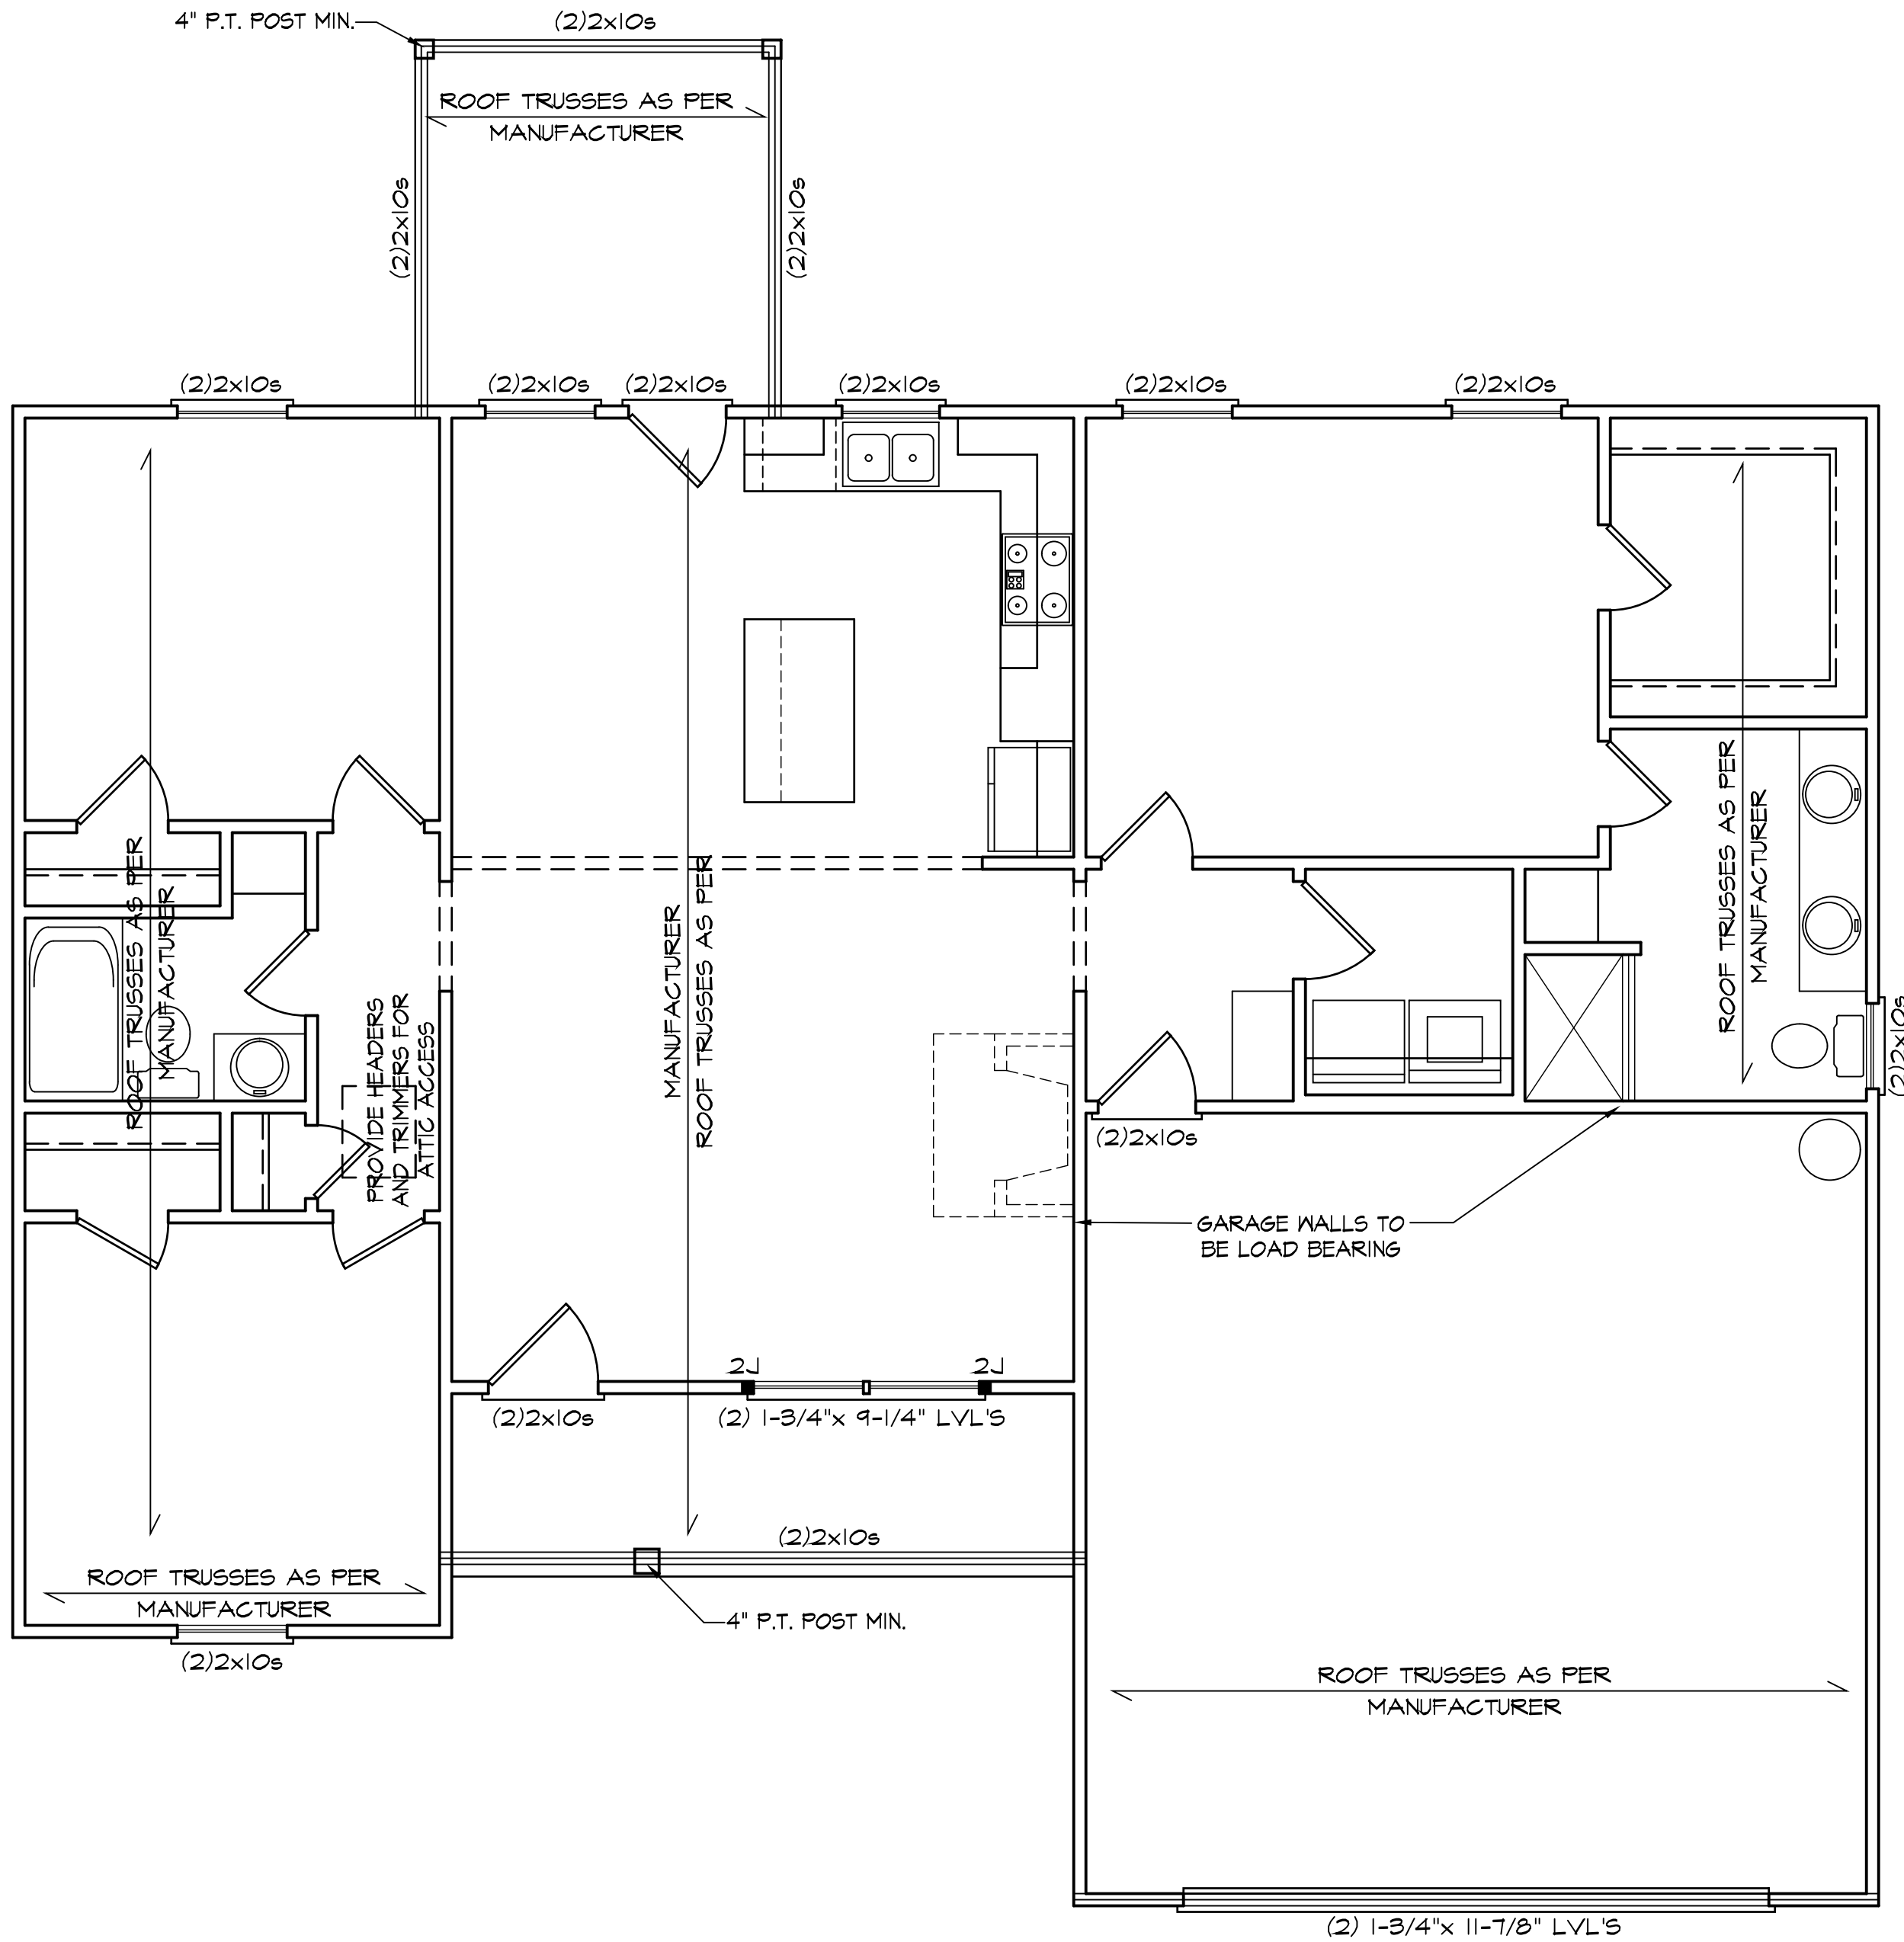 4" P.T. POST MIN.
(2)2x10s
ROOF TRUSSES AS PER
MANUFACTURER
(2)2x10s
(2)2x10s
(2)2x10s
(2)2x10s
(2)2x10s
(2)2x10s
(2)2x10s
(2)2x10s
ROOF TRUSSES AS PER
MANUFACTURER
MANUFACTURER
ROOF TRUSSES AS PER
ROOF TRUSSES AS PER
MANUFACTURER
PROVIDE HEADERS
AND TRIMMERS FOR
ATTIC ACCESS
(2)2x10s
(2)2x10s
GARAGE WALLS TO
BE LOAD BEARING
2J
2J
(2)2x10s
(2) 1-3/4"x 9-1/4" LVL'S
(2)2x10s
ROOF TRUSSES AS PER
MANUFACTURER
4" P.T. POST MIN.
(2)2x10s
ROOF TRUSSES AS PER
MANUFACTURER
(2) 1-3/4"x 11-7/8" LVL'S